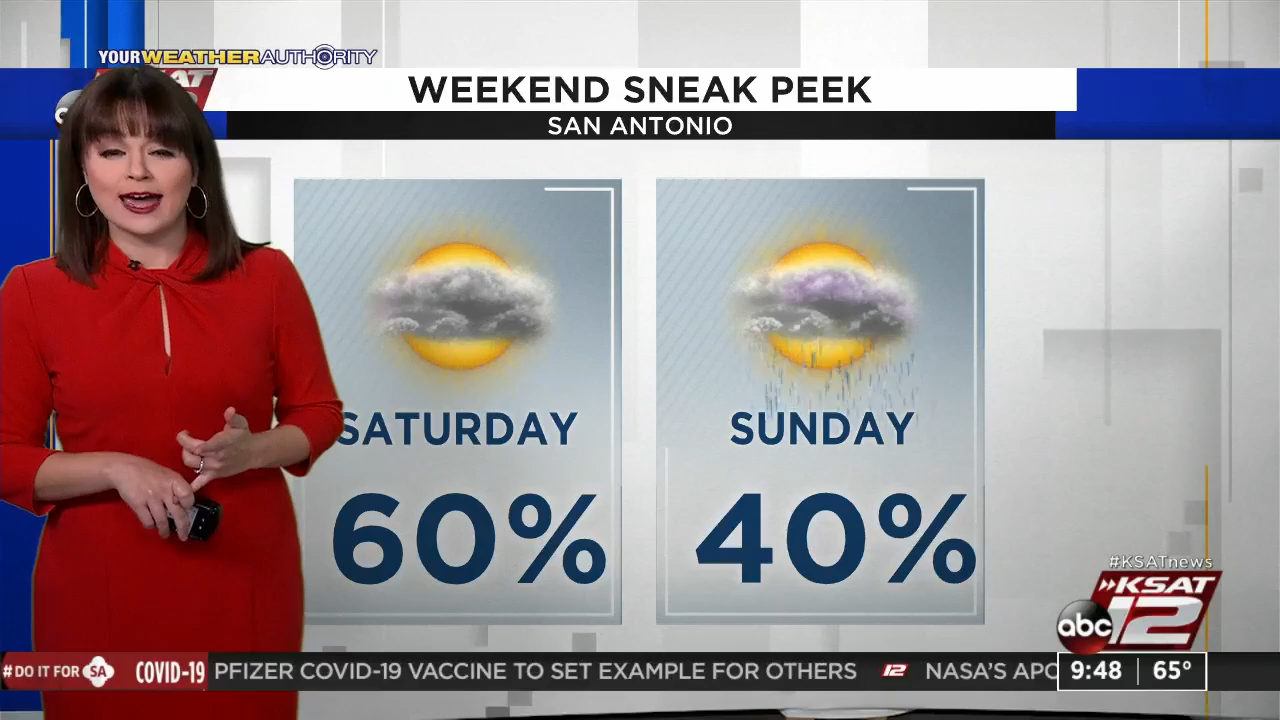 YOURWEATHERAUTHORITY
WEEKEND SNEAK PEEK
SAN ANTONIO
SATURDAY
SUNDAY
60%
40%
#KSATnews
KSAT
abc 12
#DO IT FOR SA
COVID-19
PFIZER COVID-19 VACCINE TO SET EXAMPLE FOR OTHERS 12 NASA'S APO
9:48 65°